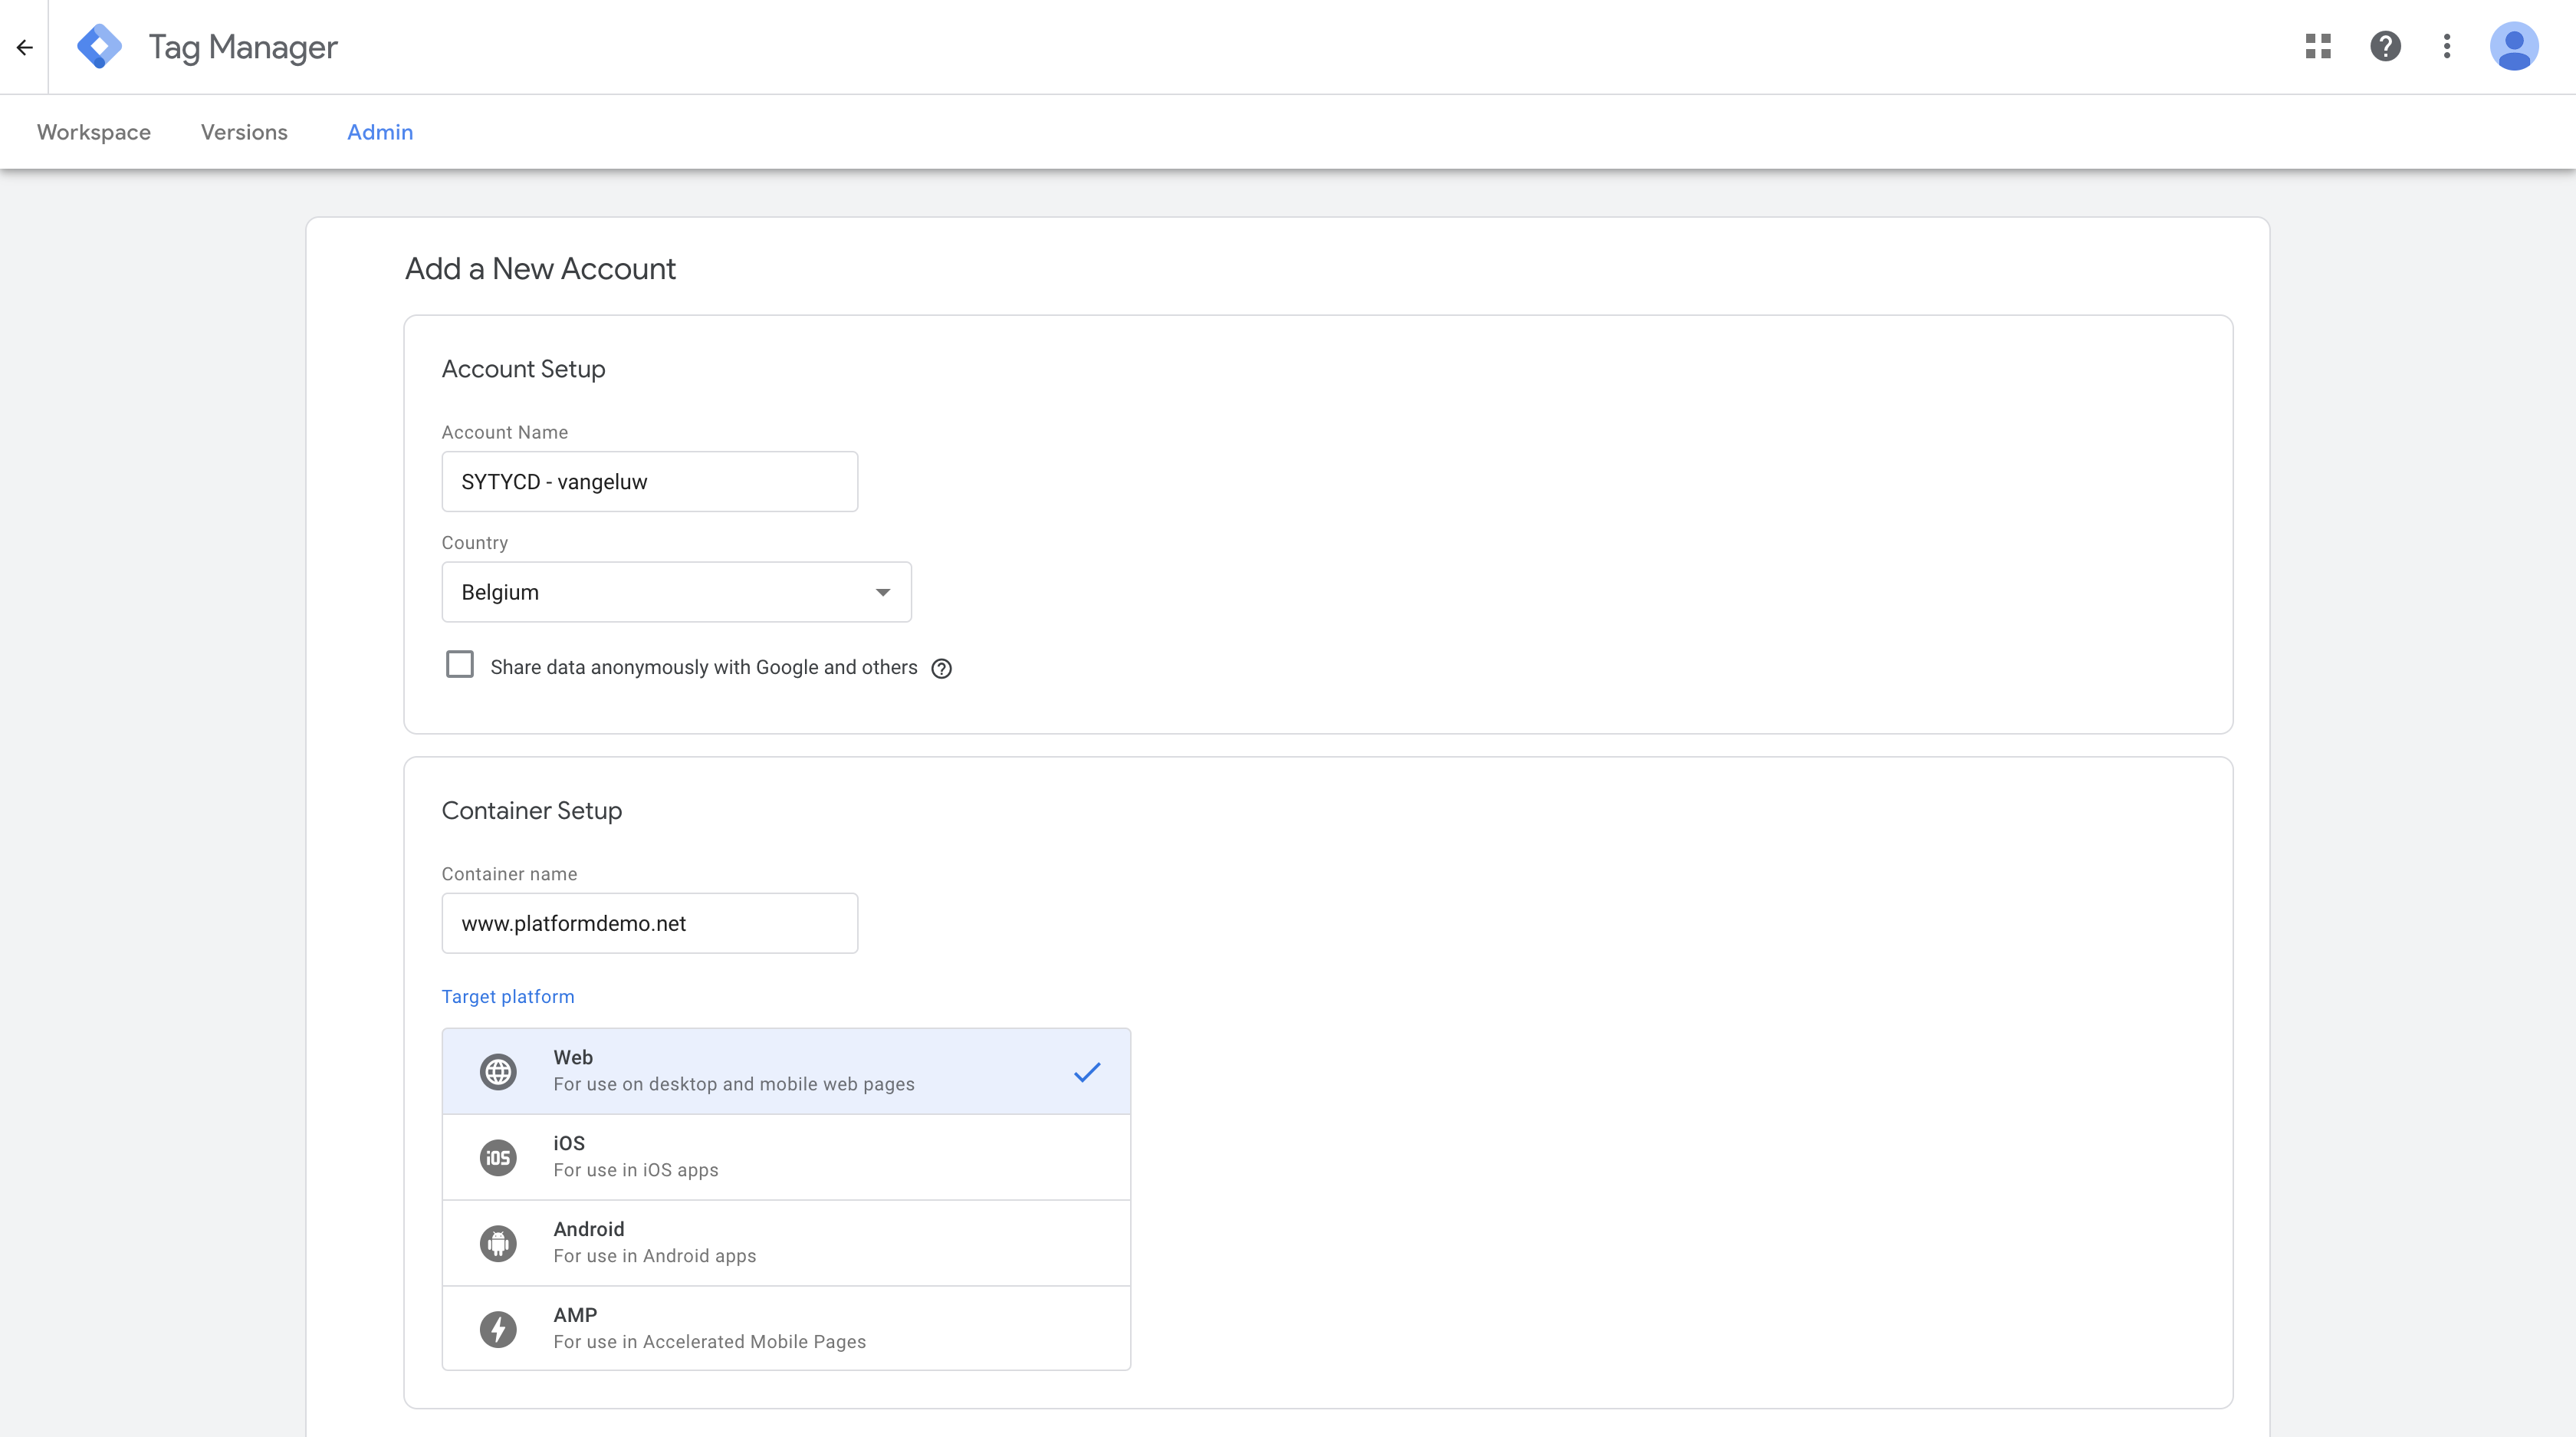 Tag Manager
Workspace
Versions
Admin
Add a New Account
Account Setup
Account Name
SYTYCD - vangeluw
Country
Belgium
Share data anonymously with Google and others
Container Setup
Container name
www.platformdemo.net
Target platform
Web
For use on desktop and mobile web pages
iOS
iOS
For use in iOS apps
Android
For use in Android apps
AMP
For use in Accelerated Mobile Pages